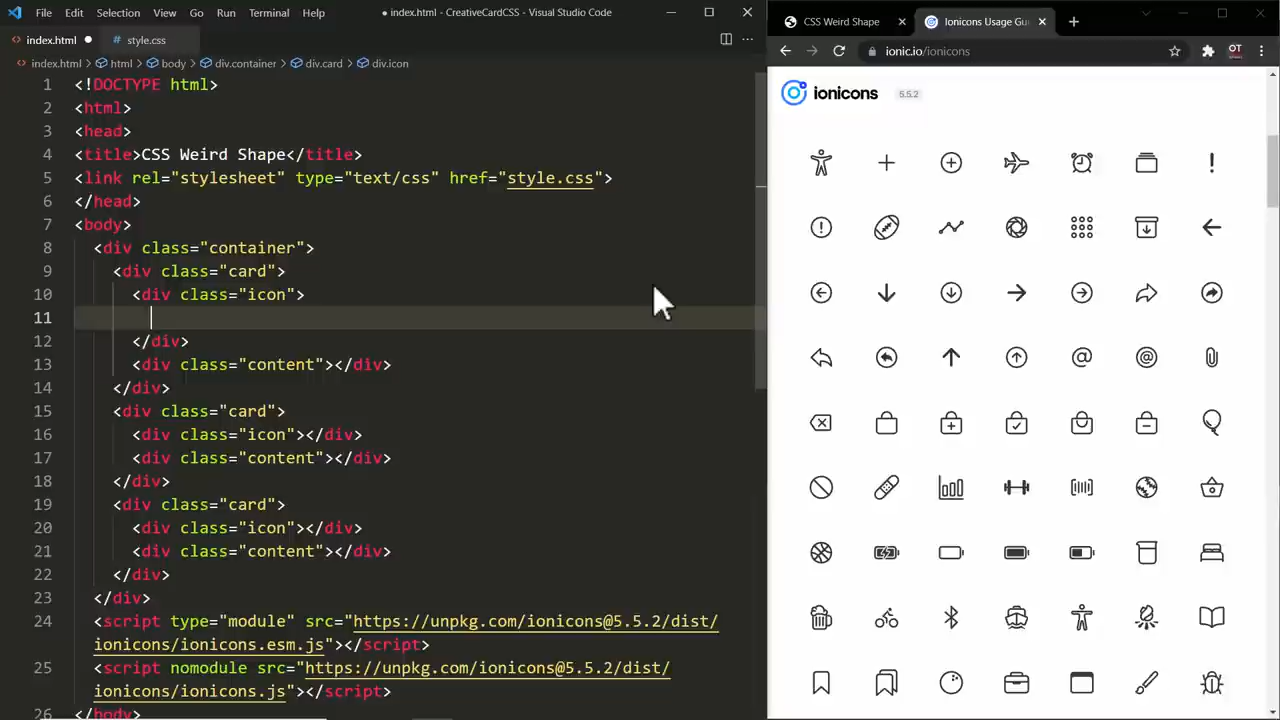 File Edit Selection View Go Run Terminal Help
● index.html - CreativeCardCSS - Visual Studio Code
index.html ●
style.css
index.html > html > body > div.container > div.card > div.icon
1 <!DOCTYPE html>
2 <html>
3 <head>
4 <title>CSS Weird Shape</title>
5 <link rel="stylesheet" type="text/css" href="style.css">
6 </head>
7 <body>
8 <div class="container">
9 <div class="card">
10 <div class="icon">
11
12 </div>
13 <div class="content"></div>
14 </div>
15 <div class="card">
16 <div class="icon"></div>
17 <div class="content"></div>
18 </div>
19 <div class="card">
20 <div class="icon"></div>
21 <div class="content"></div>
22 </div>
23 </div>
24 <script type="module" src="https://unpkg.com/ionicons@5.5.2/dist/
ionicons/ionicons.esm.js"></script>
25 <script nomodule src="https://unpkg.com/ionicons@5.5.2/dist/
ionicons/ionicons.js"></script>
26 </body>
CSS Weird Shape
Ionicons Usage Gu
ionic.io/ionicons
OT
ionicons 5.5.2